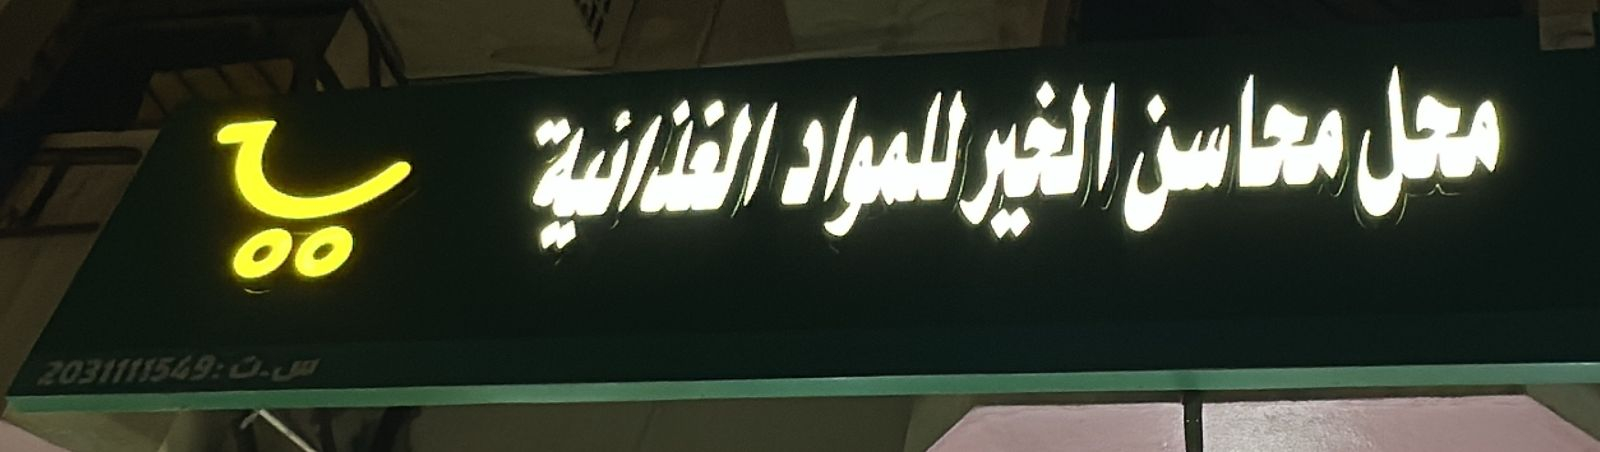 محل محاسن الخير للمواد الغذائية
س.ت: 2031111549